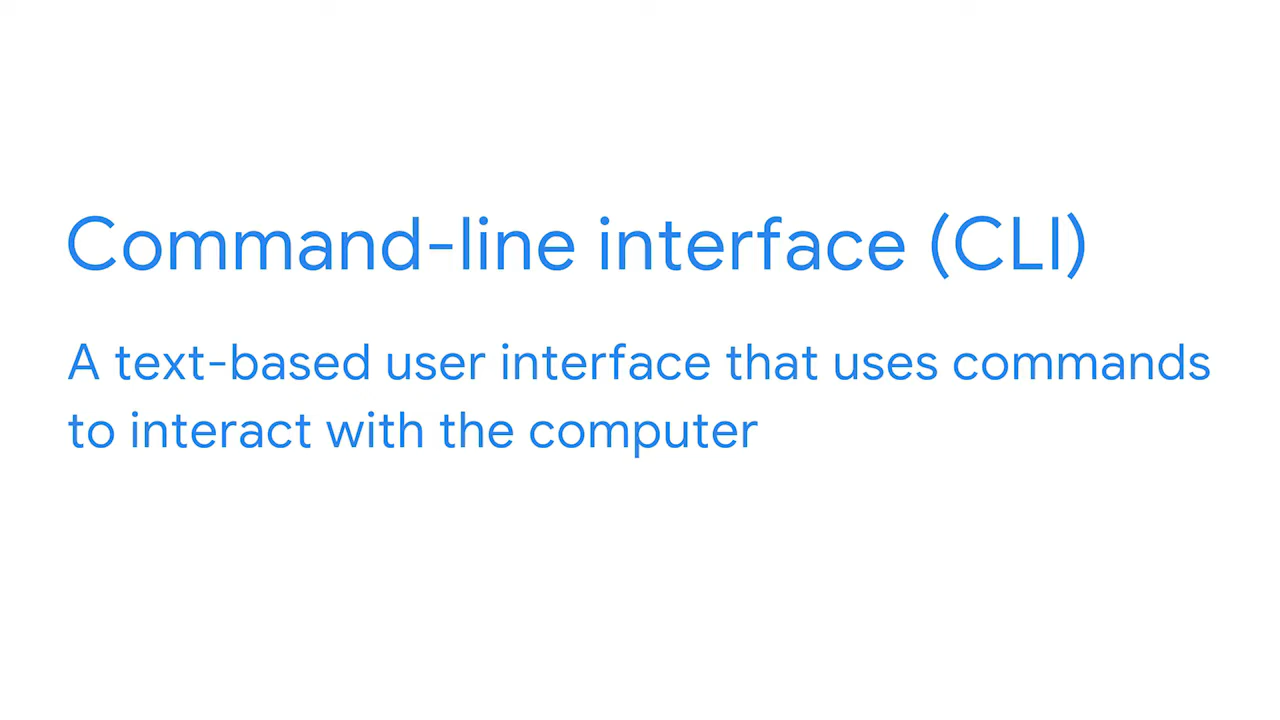 Command-line interface (CLI)
A text-based user interface that uses commands
to interact with the computer